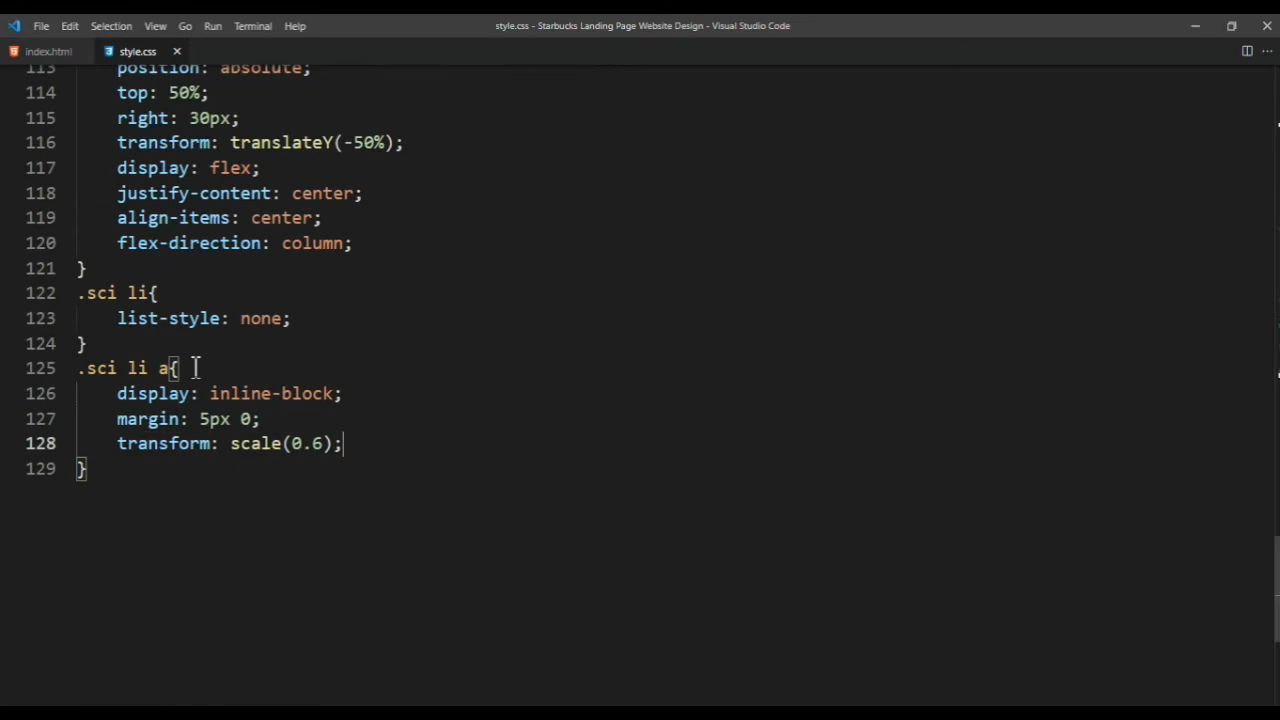 File Edit Selection View Go Run Terminal Help style.css - Starbucks Landing Page Website Design - Visual Studio Code
index.html style.css
113 position: absolute;
114 top: 50%;
115 right: 30px;
116 transform: translateY(-50%);
117 display: flex;
118 justify-content: center;
119 align-items: center;
120 flex-direction: column;
121 }
122 .sci li{
123 list-style: none;
124 }
125 .sci li a{
126 display: inline-block;
127 margin: 5px 0;
128 transform: scale(0.6);
129 }